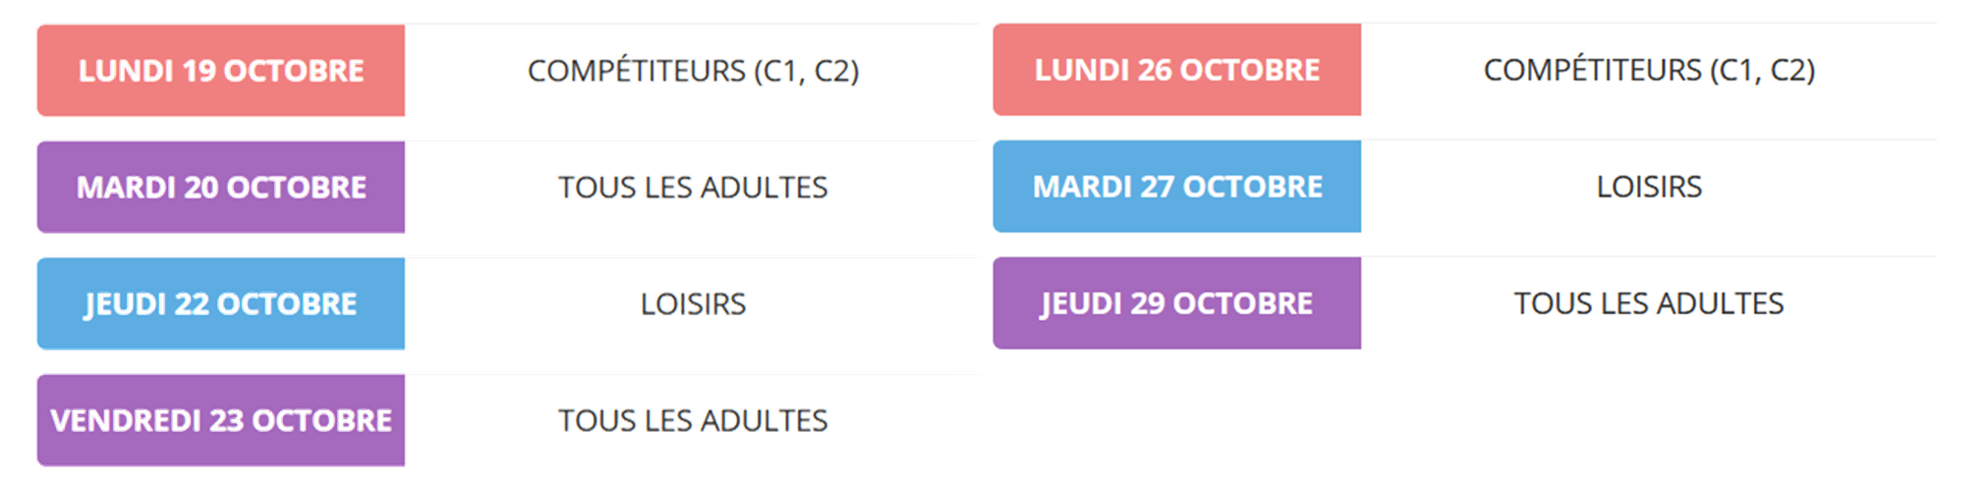 LUNDI 19 OCTOBRE COMPÉTITEURS (C1, C2)
MARDI 20 OCTOBRE TOUS LES ADULTES
JEUDI 22 OCTOBRE LOISIRS
VENDREDI 23 OCTOBRE TOUS LES ADULTES
LUNDI 26 OCTOBRE COMPÉTITEURS (C1, C2)
MARDI 27 OCTOBRE LOISIRS
JEUDI 29 OCTOBRE TOUS LES ADULTES